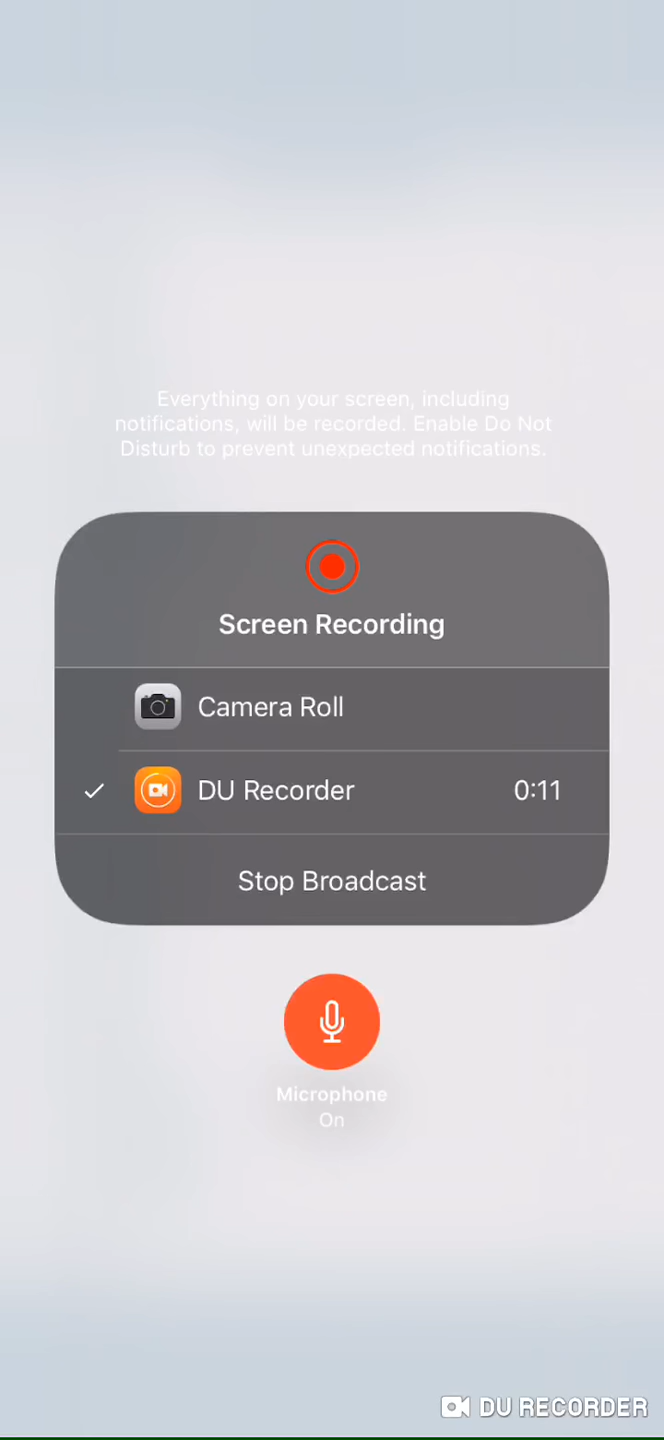 Everything on your screen, including
notifications, will be recorded. Enable Do Not
Disturb to prevent unexpected notifications.
Screen Recording
Camera Roll
DU Recorder 0:11
Stop Broadcast
Microphone
On
DU RECORDER